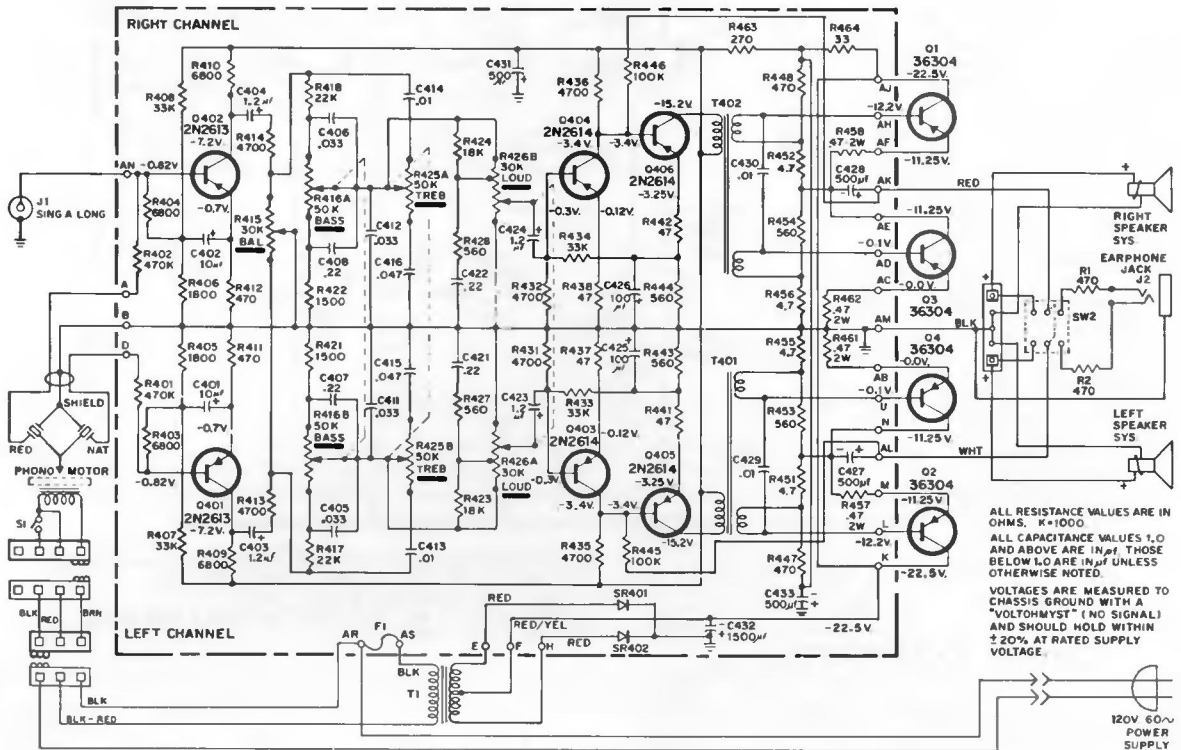 RIGHT CHANNEL
R410
6800
C404
1.2μf
R408
33K
Q402
2N2613
-7.2V.
R414
4700
AN
-0.82V
J1
SING A LONG
R404
6800
-0.7V.
R415
30K
BAL
R402
470K
C402
10μf
R406
1800
R412
470
A
B
D
R405
1800
R411
470
R401
470K
C401
10μf
-0.7V
R403
6800
SHIELD
RED
NAT
PHONO MOTOR
-0.82V
Q401
2N2613
-7.2V
R413
4700
S1
R407
33K
R409
6800
C403
1.2μf
R418
22K
C406
.033
C414
.01
R425A
50K
TREB
R416A
50K
BASS
C412
.033
C408
.22
C416
.047
R422
1500
R421
1500
C407
.22
C415
.047
C411
.033
R416B
50K
BASS
R425B
50K
TREB
C405
.033
R417
22K
C413
.01
C431
500μf
R424
18K
R426B
30K
LOUD
R428
560
C422
.22
C424
1.2μf
C421
.22
R427
560
C423
1.2μf
R426A
30K
LOUD
R423
18K
R436
4700
R446
100K
Q404
2N2614
-3.4V.
-3.4V.
-15.2V.
Q406
2N2614
-3.25V.
-0.3V.
-0.12V.
R442
47
R434
33K
R432
4700
R438
47
C426
100
μf
R444
560
R431
4700
R437
47
C425
100
μf
R443
560
R433
33K
R441
47
Q403
2N2614
-0.12V
Q405
2N2614
-3.25V
-0.3V.
-3.4V.
-3.4V.
-15.2V
R435
4700
R445
100K
R463
270
R464
33
T402
R448
470
C430
.01
R452
4.7
R458
.47 2W
C428
500μf
R454
560
R456
4.7
R462
.47
2W
R461
.47
2W
R455
4.7
T401
R453
560
C429
.01
R451
4.7
C427
500μf
R457
.47
2W
R447
470
C433
500μf
Q1
36304
-22.5V.
AJ
-12.2V
AH
AF
-11.25V.
AK
RED
AE
-11.25V.
-0.1V
AD
AC
-0.0V.
Q3
36304
AM
BLK
Q4
36304
-0.0V.
AB
-0.1V
U
N
-11.25V
AL
WHT
Q2
36304
M
-11.25V
L
-12.2V.
K
-22.5V.
RIGHT
SPEAKER
SYS.
EARPHONE
JACK
J2
R1
470
SW2
R2
470
LEFT
SPEAKER
SYS.
ALL RESISTANCE VALUES ARE IN
OHMS. K=1000.
ALL CAPACITANCE VALUES 1.0
AND ABOVE ARE IN pf. THOSE
BELOW 1.0 ARE IN μf UNLESS
OTHERWISE NOTED.
VOLTAGES ARE MEASURED TO
CHASSIS GROUND WITH A
"VOLTOHMYST" (NO SIGNAL)
AND SHOULD HOLD WITHIN
±20% AT RATED SUPPLY
VOLTAGE.
LEFT CHANNEL
BLK
RED
BRN
AR
F1
AS
BLK
T1
RED
SR401
RED/YEL
E
F
H
RED
SR402
C432
1500μf
-22.5V.
BLK
BLK-RED
120V 60~
POWER
SUPPLY